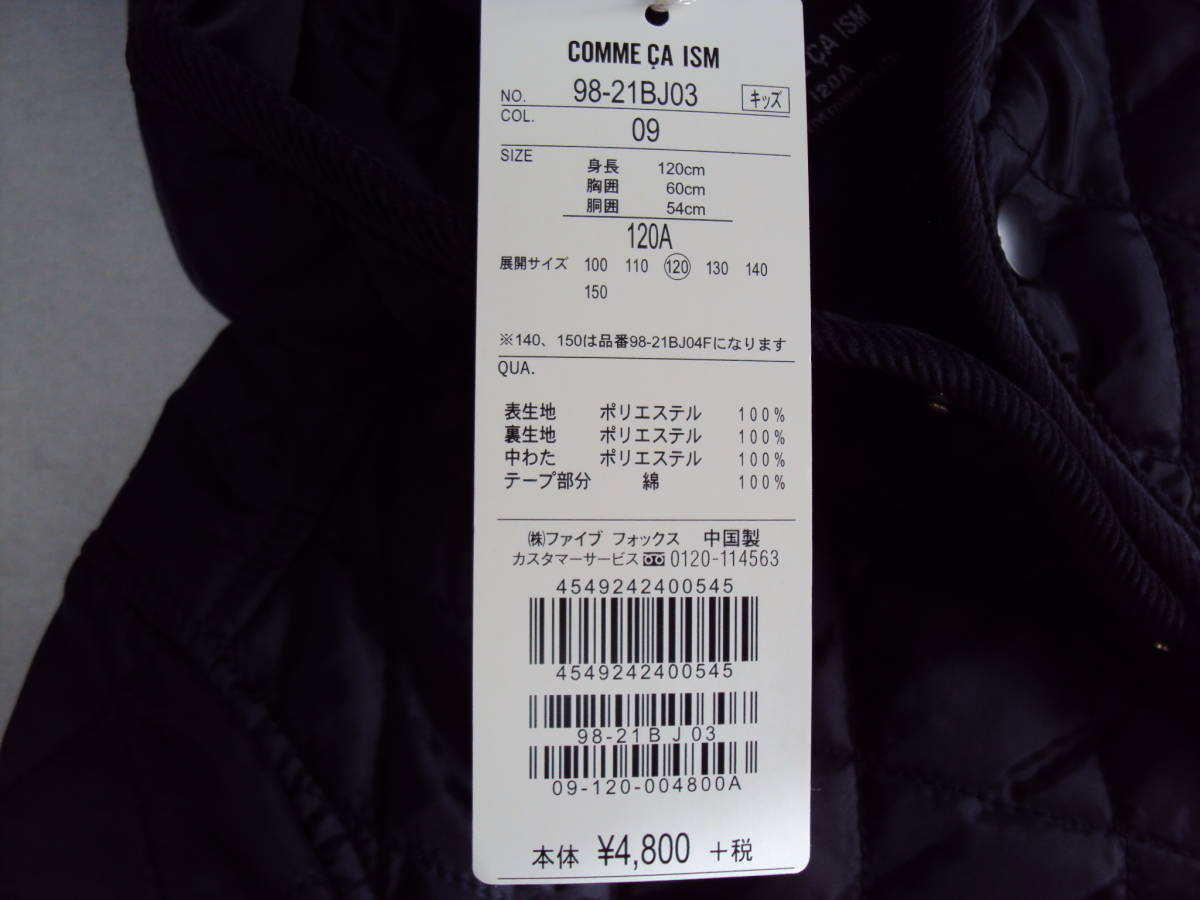 COMME ÇA ISM
NO. 98-21BJ03 キッズ
COL. 09
SIZE
身長 120cm
胸囲 60cm
胴囲 54cm
120A
展開サイズ 100 110 120 130 140
150
※140、150は品番98-21BJ04Fになります
QUA.
表生地 ポリエステル 100%
裏生地 ポリエステル 100%
中わた ポリエステル 100%
テープ部分 綿 100%
㈱ファイブ フォックス 中国製
カスタマーサービス 0120-114563
4549242400545
4549242400545
98-21BJ03
09-120-004800A
本体 ¥4,800 +税
ÇA ISM
120A